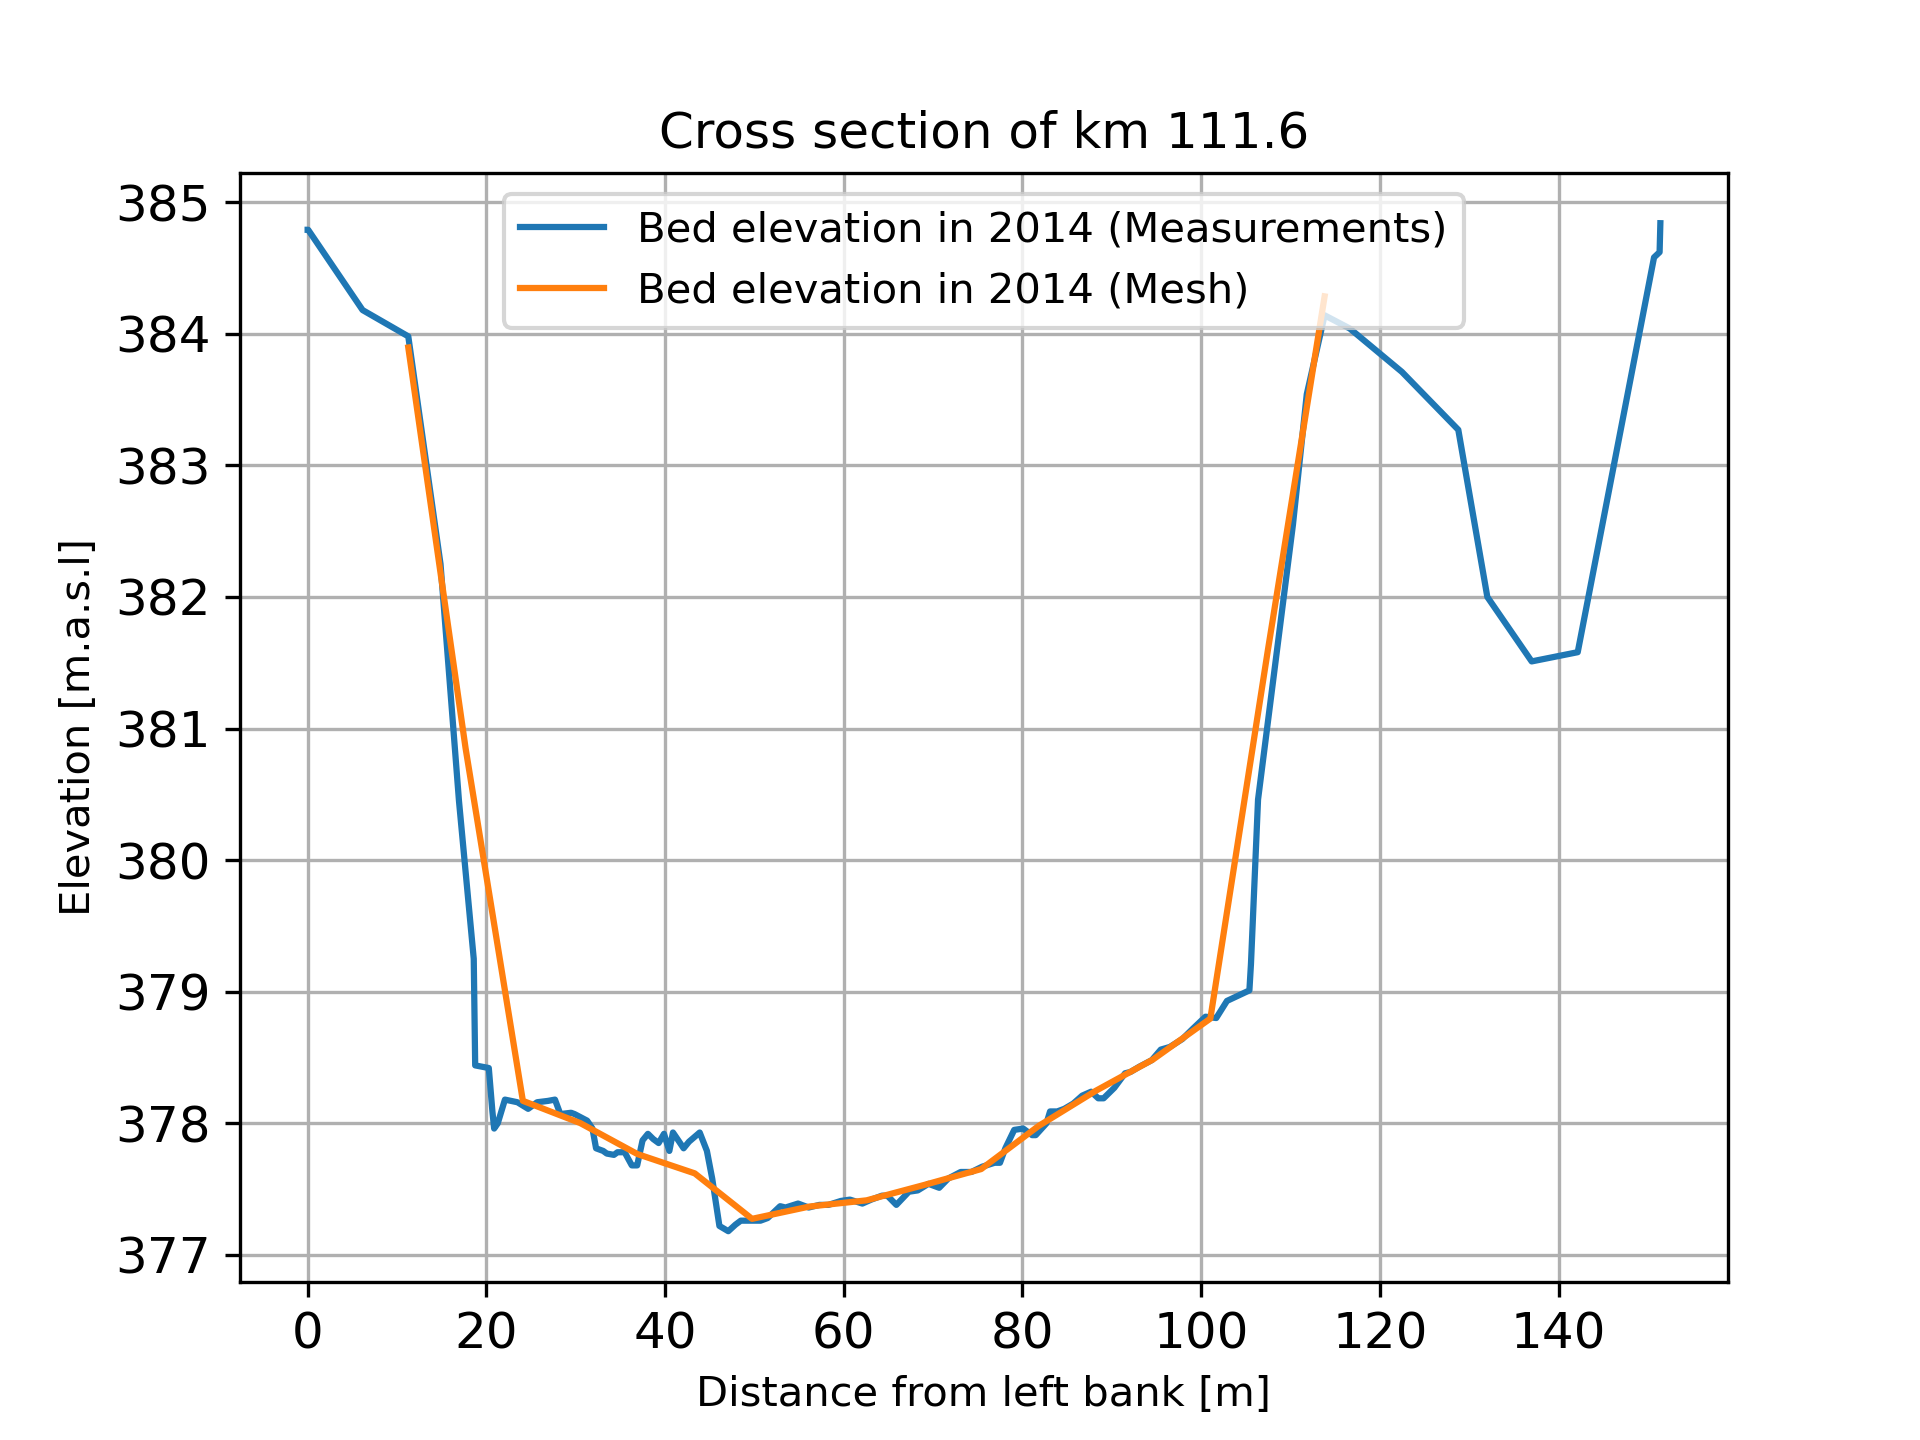 Cross section of km 111.6
Bed elevation in 2014 (Measurements)
Bed elevation in 2014 (Mesh)
385
384
383
382
381
380
379
378
377
Elevation [m.a.s.l]
0 20 40 60 80 100 120 140
Distance from left bank [m]